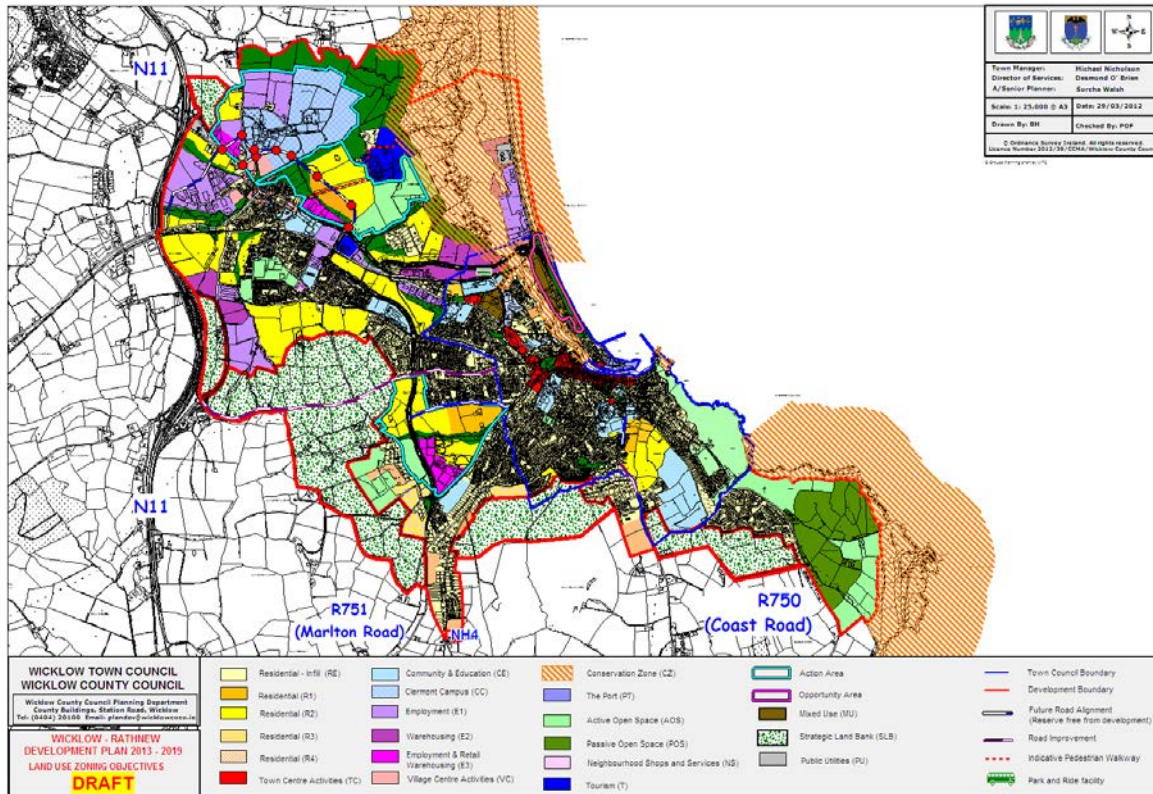 N11
N11
R751
(Marlton Road)
NH4
R750
(Coast Road)
Town Manager: Michael Nicholson
Director of Services: Desmond O' Brien
A/Senior Planner: Sorcha Walsh
Scale: 1: 25,000 @ A3
Date: 29/03/2012
Drawn By: BH
Checked By: POF
© Ordnance Survey Ireland. All rights reserved.
WICKLOW TOWN COUNCIL
WICKLOW COUNTY COUNCIL
Wicklow County Council Planning Department
County Buildings, Station Road, Wicklow
Tel: (0404) 20100 Email: plandev@wicklowcoco.ie
WICKLOW - RATHNEW
DEVELOPMENT PLAN 2013 - 2019
LAND USE ZONING OBJECTIVES
DRAFT
Residential - Infill (RE)
Residential (R1)
Residential (R2)
Residential (R3)
Residential (R4)
Town Centre Activities (TC)
Community & Education (CE)
Clermont Campus (CC)
Employment (E1)
Warehousing (E2)
Employment & Retail
Warehousing (E3)
Village Centre Activities (VC)
Conservation Zone (CZ)
The Port (PT)
Active Open Space (AOS)
Passive Open Space (POS)
Neighbourhood Shops and Services (NS)
Tourism (T)
Action Area
Opportunity Area
Mixed Use (MU)
Strategic Land Bank (SLB)
Public Utilities (PU)
Town Council Boundary
Development Boundary
Future Road Alignment
(Reserve free from development)
Road Improvement
Indicative Pedestrian Walkway
Park and Ride facility